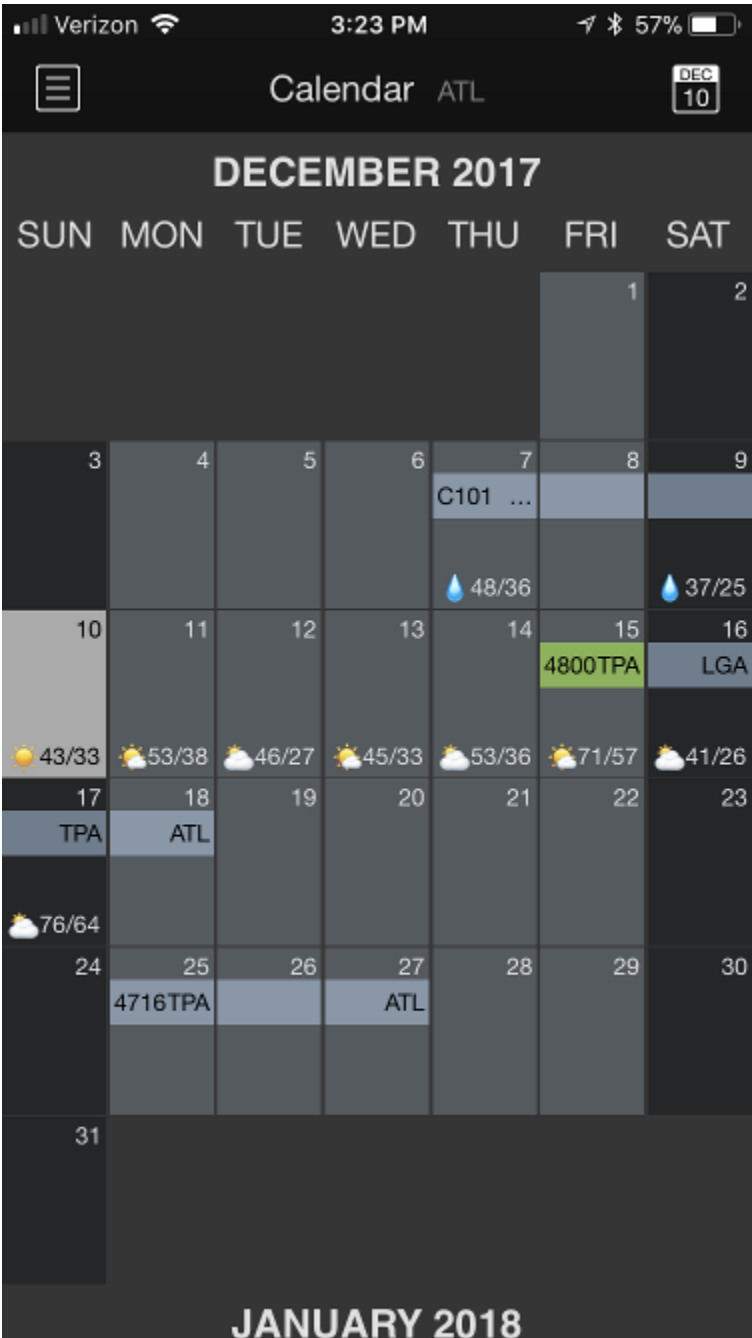 Verizon 3:23 PM 57%
Calendar ATL DEC 10
DECEMBER 2017
SUN MON TUE WED THU FRI SAT
1 2
3 4 5 6 7 8 9
C101 ...
48/36 37/25
10 11 12 13 14 15 16
4800TPA LGA
43/33 53/38 46/27 45/33 53/36 71/57 41/26
17 18 19 20 21 22 23
TPA ATL
76/64
24 25 26 27 28 29 30
4716TPA ATL
31
JANUARY 2018